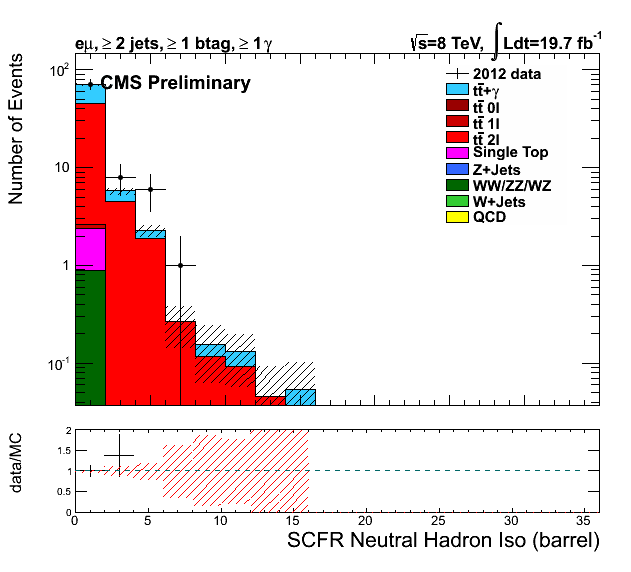 eμ, ≥ 2 jets, ≥ 1 btag, ≥ 1γ
√s=8 TeV, ∫ Ldt=19.7 fb⁻¹
CMS Preliminary
Number of Events
10²
10
1
10⁻¹
2012 data
tt̄+γ
tt̄ 0l
tt̄ 1l
tt̄ 2l
Single Top
Z+Jets
WW/ZZ/WZ
W+Jets
QCD
data/MC
2
1.5
1
0.5
0
0 5 10 15 20 25 30 35
SCFR Neutral Hadron Iso (barrel)